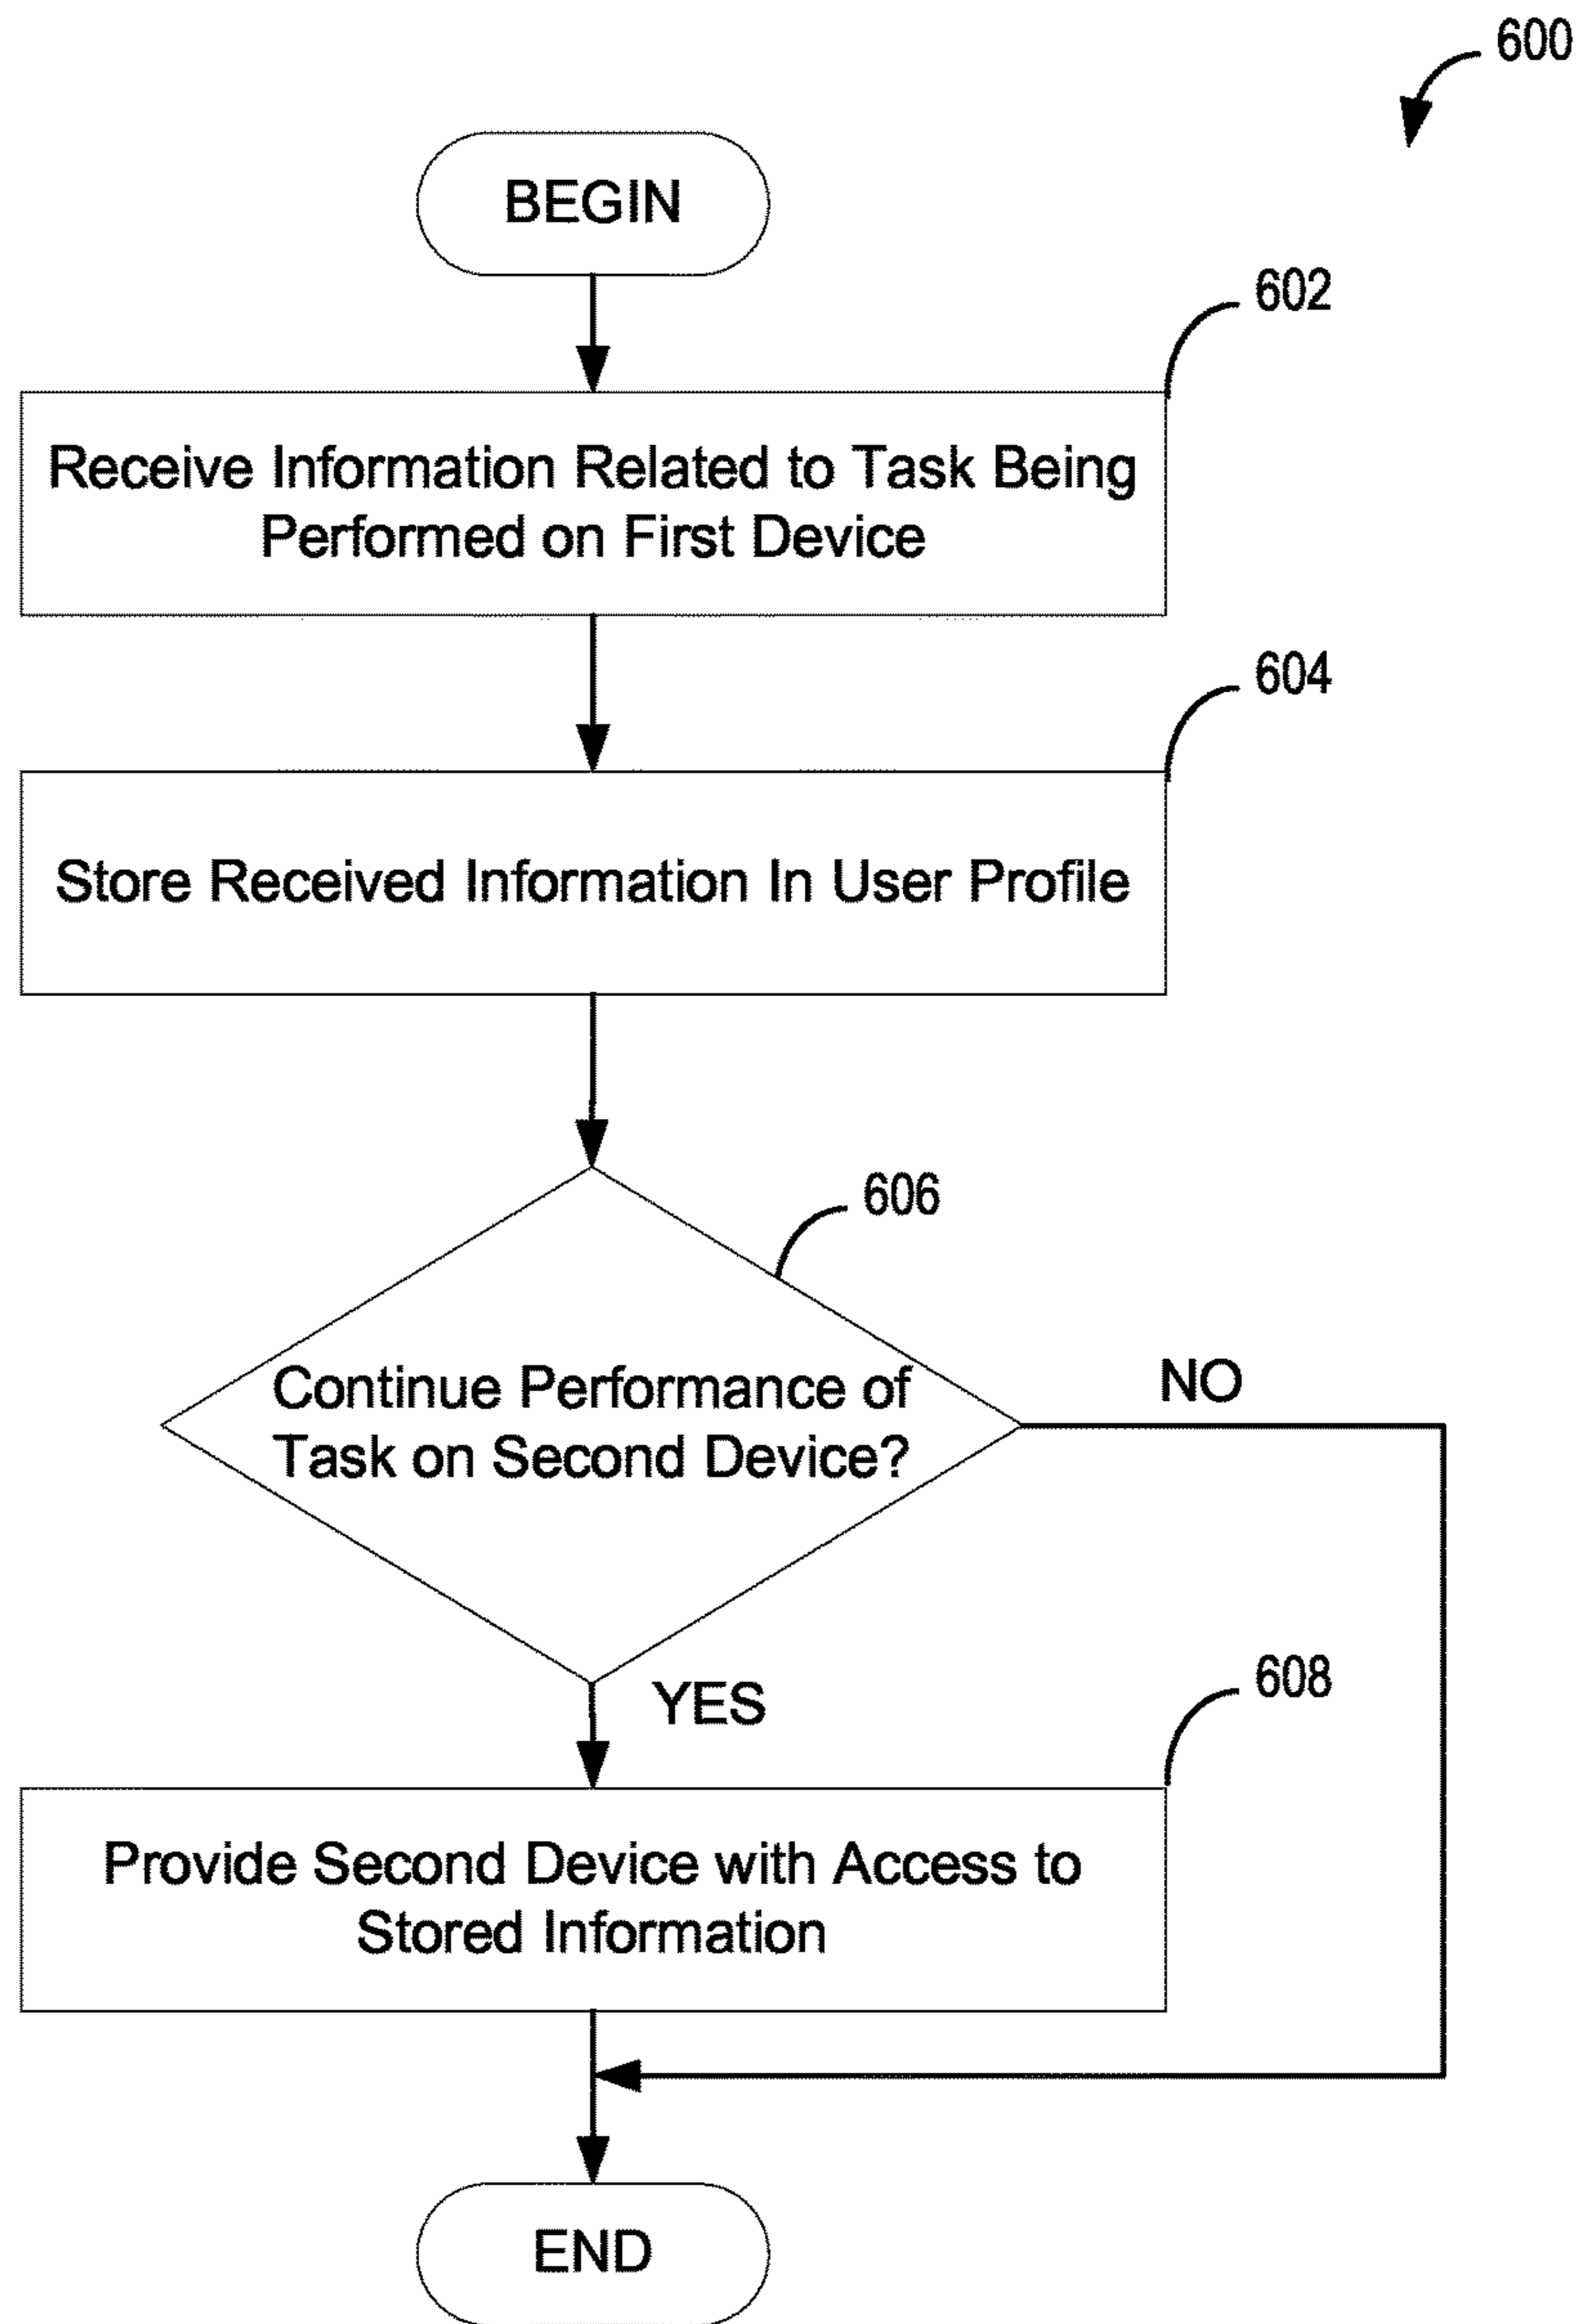 600
BEGIN
602
Receive Information Related to Task Being
Performed on First Device
604
Store Received Information In User Profile
606
Continue Performance of
Task on Second Device?
NO
YES
608
Provide Second Device with Access to
Stored Information
END